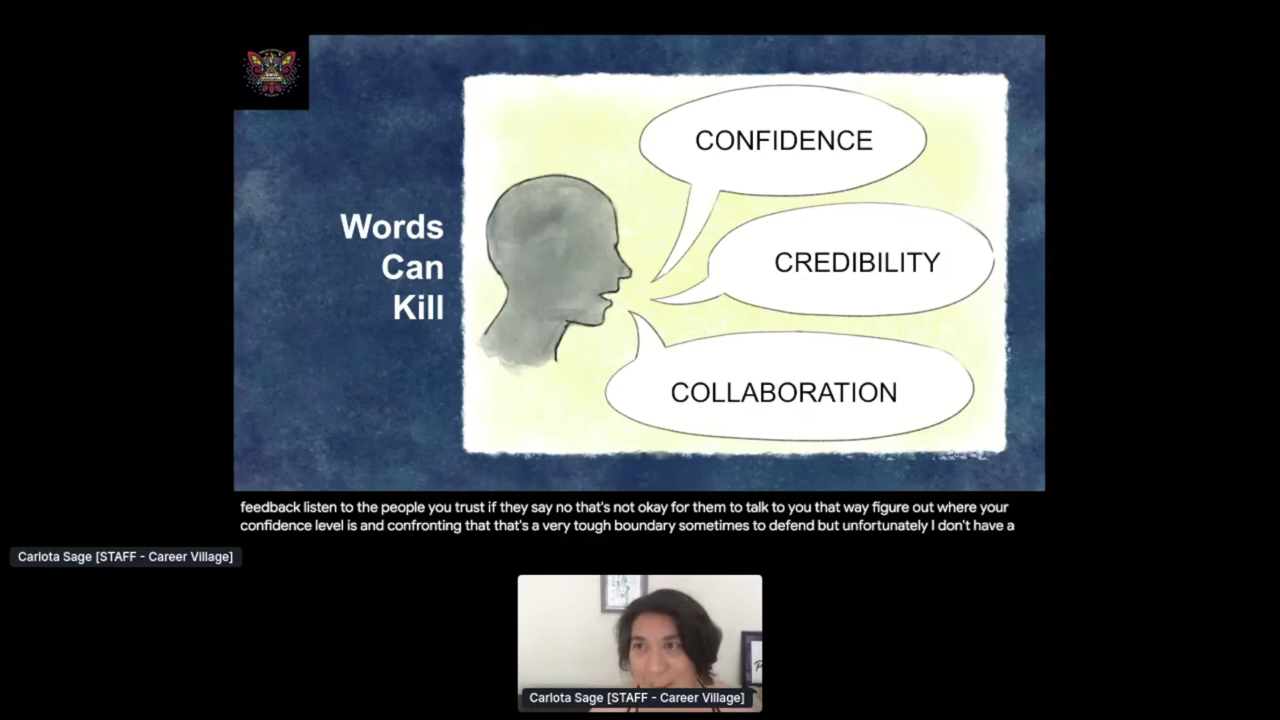 Words
Can
Kill
CONFIDENCE
CREDIBILITY
COLLABORATION
feedback listen to the people you trust if they say no that's not okay for them to talk to you that way figure out where your
confidence level is and confronting that that's a very tough boundary sometimes to defend but unfortunately I don't have a
Carlota Sage [STAFF - Career Village]
Carlota Sage [STAFF - Career Village]